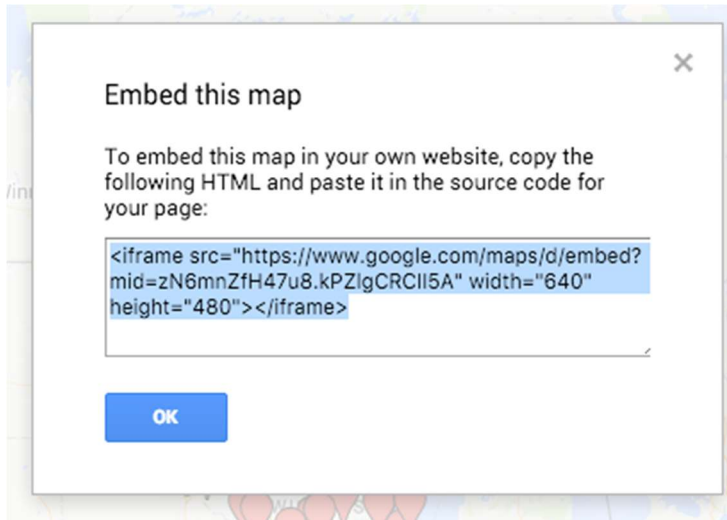 Embed this map
To embed this map in your own website, copy the
following HTML and paste it in the source code for
your page:
<iframe src="https://www.google.com/maps/d/embed?
mid=zN6mnZfH47u8.kPZlgCRCII5A" width="640"
height="480"></iframe>
OK